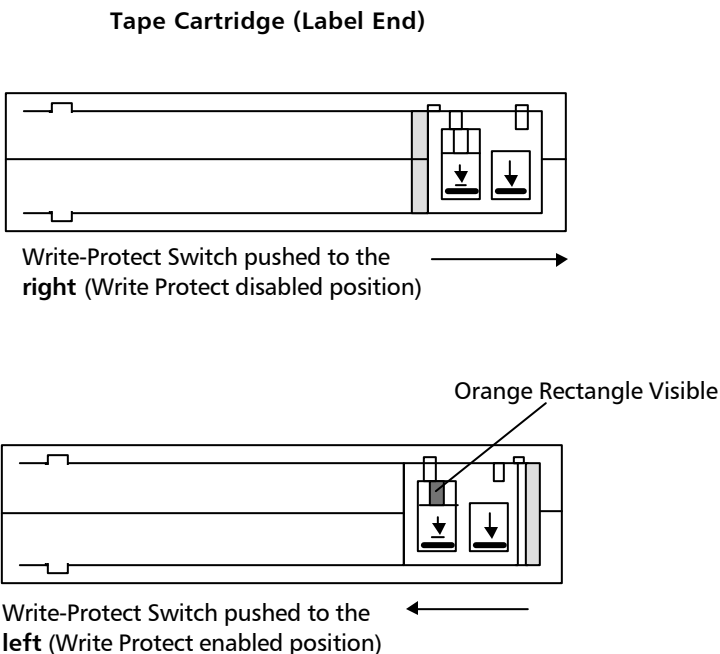 Tape Cartridge (Label End)
Write-Protect Switch pushed to the
right (Write Protect disabled position)
Orange Rectangle Visible
Write-Protect Switch pushed to the
left (Write Protect enabled position)